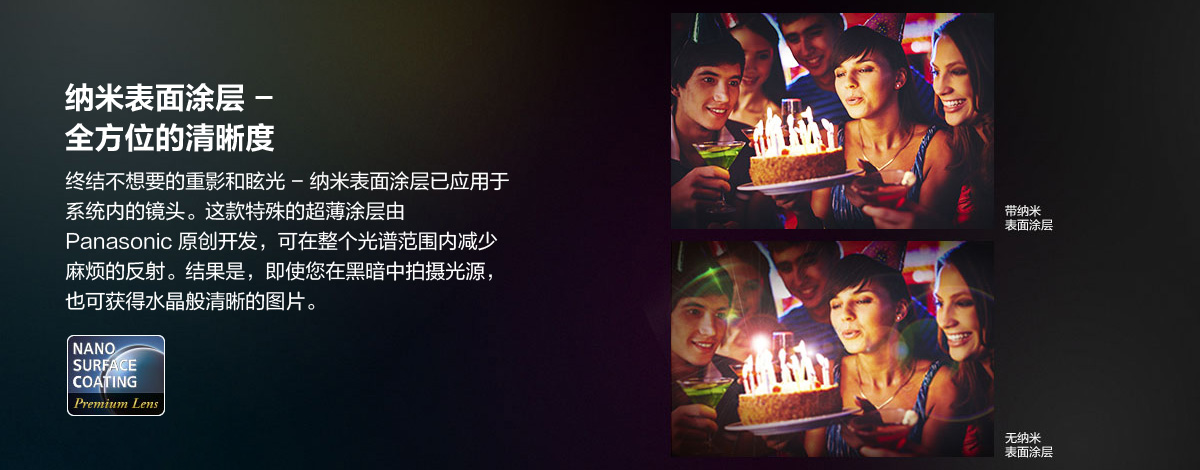 纳米表面涂层 –
全方位的清晰度
终结不想要的重影和眩光 – 纳米表面涂层已应用于
系统内的镜头。这款特殊的超薄涂层由
Panasonic 原创开发，可在整个光谱范围内减少
麻烦的反射。结果是，即使您在黑暗中拍摄光源，
也可获得水晶般清晰的图片。
NANO
SURFACE
COATING
Premium Lens
带纳米
表面涂层
无纳米
表面涂层